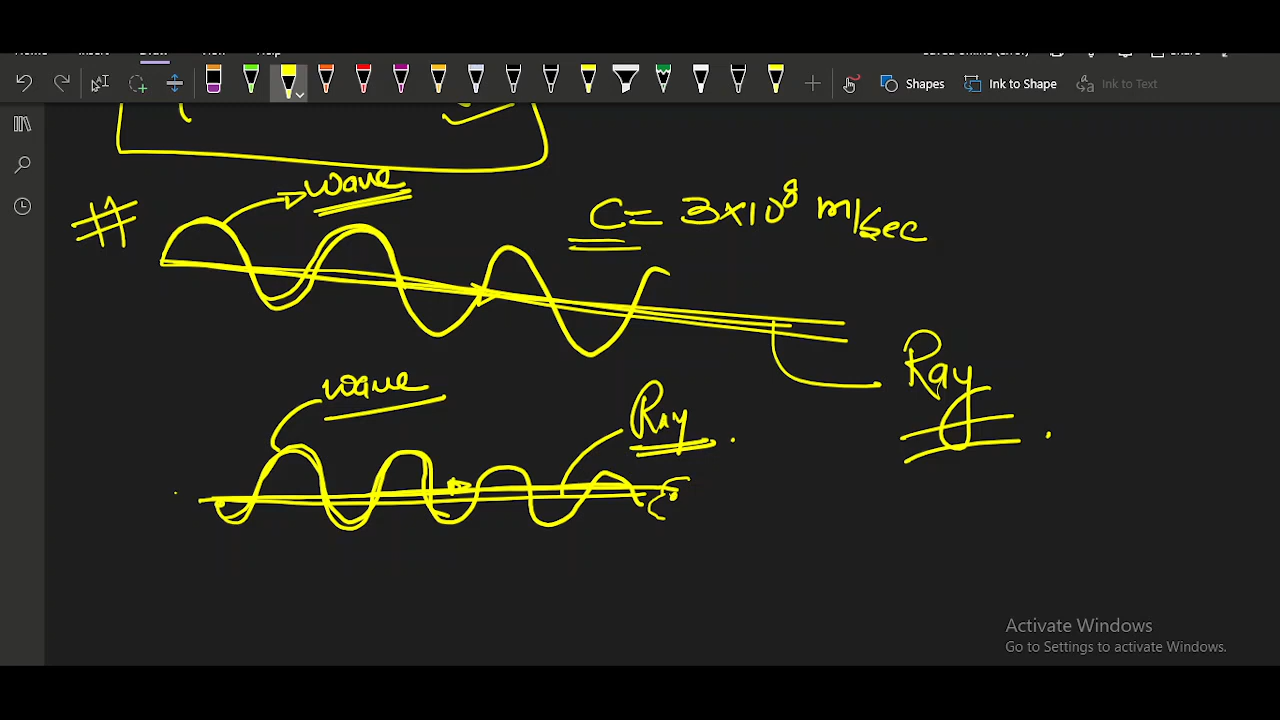 Shapes Ink to Shape Ink to Text
wave
C= 3×10⁸ m/sec
Ray
wave
Ray
Activate Windows
Go to Settings to activate Windows.